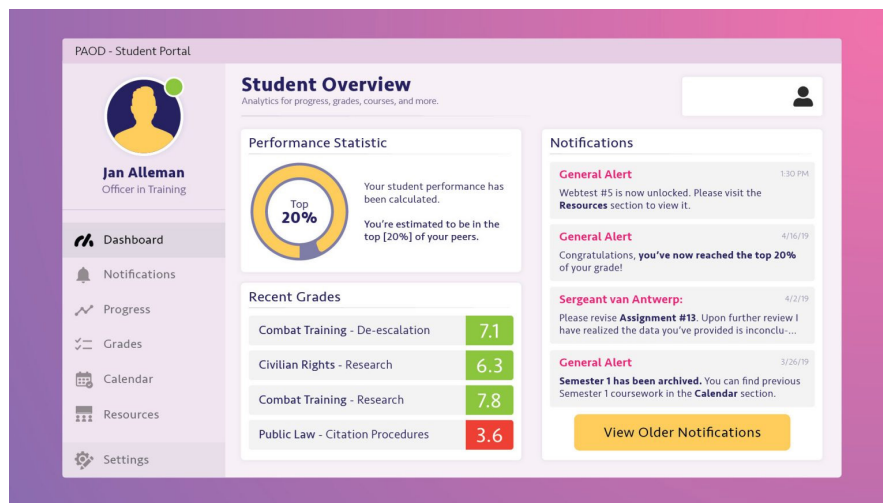 PAOD - Student Portal
Jan Alleman
Officer in Training
Dashboard
Notifications
Progress
Grades
Calendar
Resources
Settings
Student Overview
Analytics for progress, grades, courses, and more.
Performance Statistic
Top
20%
Your student performance has
been calculated.
You're estimated to be in the
top [20%] of your peers.
Recent Grades
Combat Training - De-escalation 7.1
Civilian Rights - Research 6.3
Combat Training - Research 7.8
Public Law - Citation Procedures 3.6
Notifications
General Alert 1:30 PM
Webtest #5 is now unlocked. Please visit the
Resources section to view it.
General Alert 4/16/19
Congratulations, you've now reached the top 20%
of your grade!
Sergeant van Antwerp: 4/2/19
Please revise Assignment #13. Upon further review I
have realized the data you've provided is inconclu-...
General Alert 3/26/19
Semester 1 has been archived. You can find previous
Semester 1 coursework in the Calendar section.
View Older Notifications